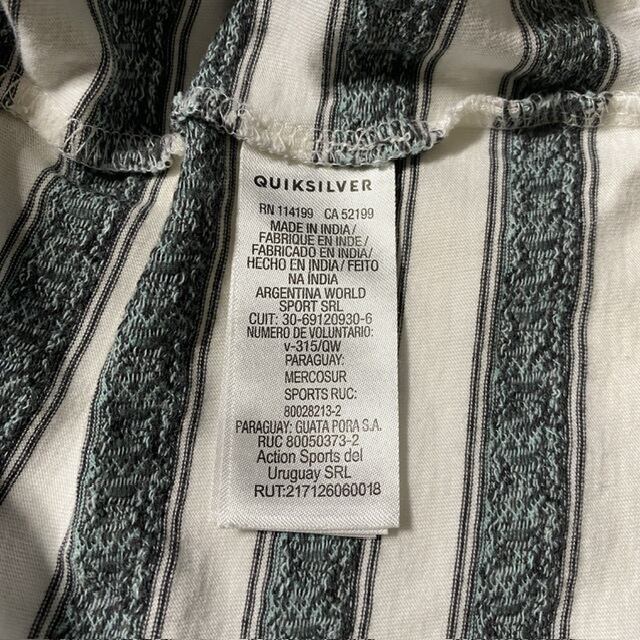 QUIKSILVER
RN 114199 CA 52199
MADE IN INDIA/
FABRIQUE EN INDE/
FABRICADO EN INDIA/
HECHO EN INDIA/ FEITO
NA ÍNDIA
ARGENTINA WORLD
SPORT SRL
CUIT: 30-69120930-6
NUMERO DE VOLUNTARIO:
v-315/QW
PARAGUAY:
MERCOSUR
SPORTS RUC:
80028213-2
PARAGUAY: GUATA PORA S.A.
RUC 80050373-2
Action Sports del
Uruguay SRL
RUT:217126060018